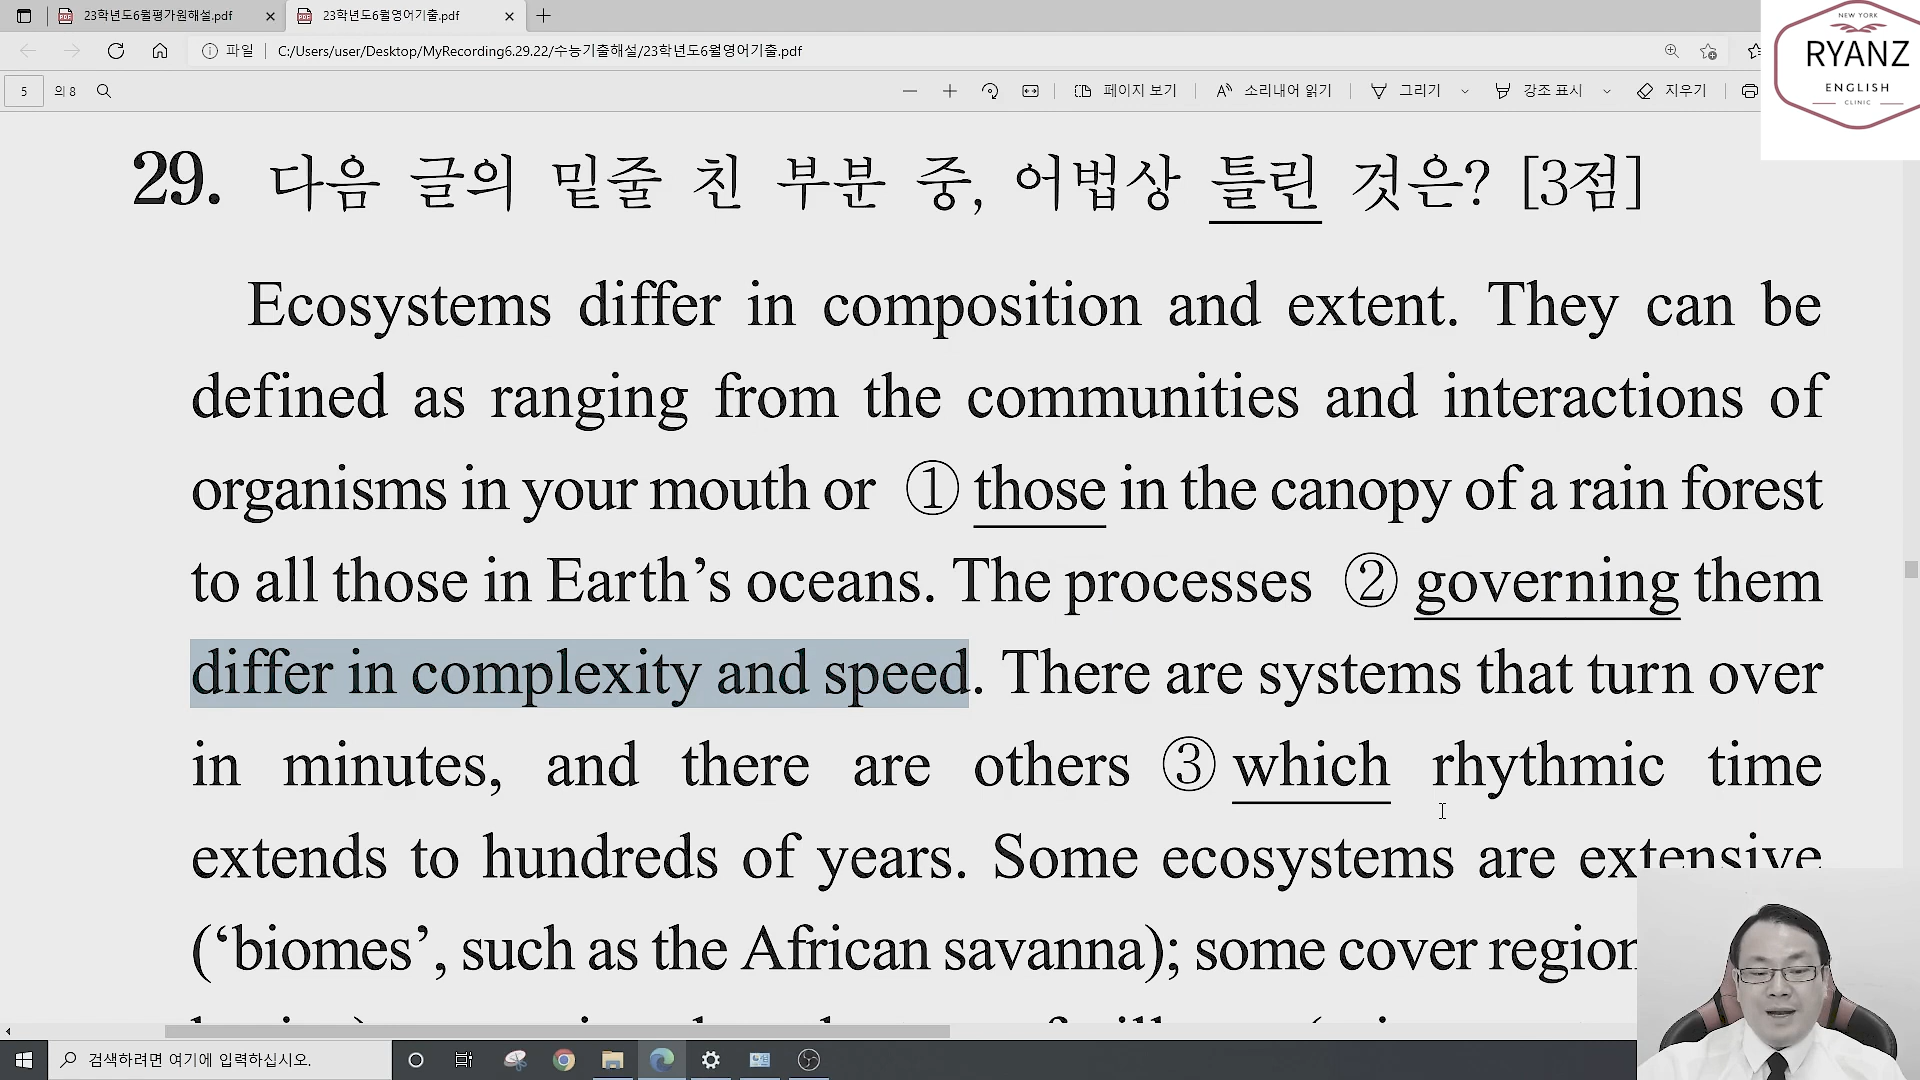 23학년도6월평가원해설.pdf
23학년도6월영어기출.pdf
파일
C:/Users/user/Desktop/MyRecording6.29.22/수능기출해설/23학년도6월영어기출.pdf
5 의 8
페이지 보기
소리내어 읽기
그리기
강조 표시
지우기
NEW YORK
RYANZ
ENGLISH
CLINIC
29. 다음 글의 밑줄 친 부분 중, 어법상 틀린 것은? [3점]
Ecosystems differ in composition and extent. They can be
defined as ranging from the communities and interactions of
organisms in your mouth or ① those in the canopy of a rain forest
to all those in Earth’s oceans. The processes ② governing them
differ in complexity and speed. There are systems that turn over
in minutes, and there are others ③ which rhythmic time
extends to hundreds of years. Some ecosystems are extensive
(‘biomes’, such as the African savanna); some cover region
검색하려면 여기에 입력하십시오.